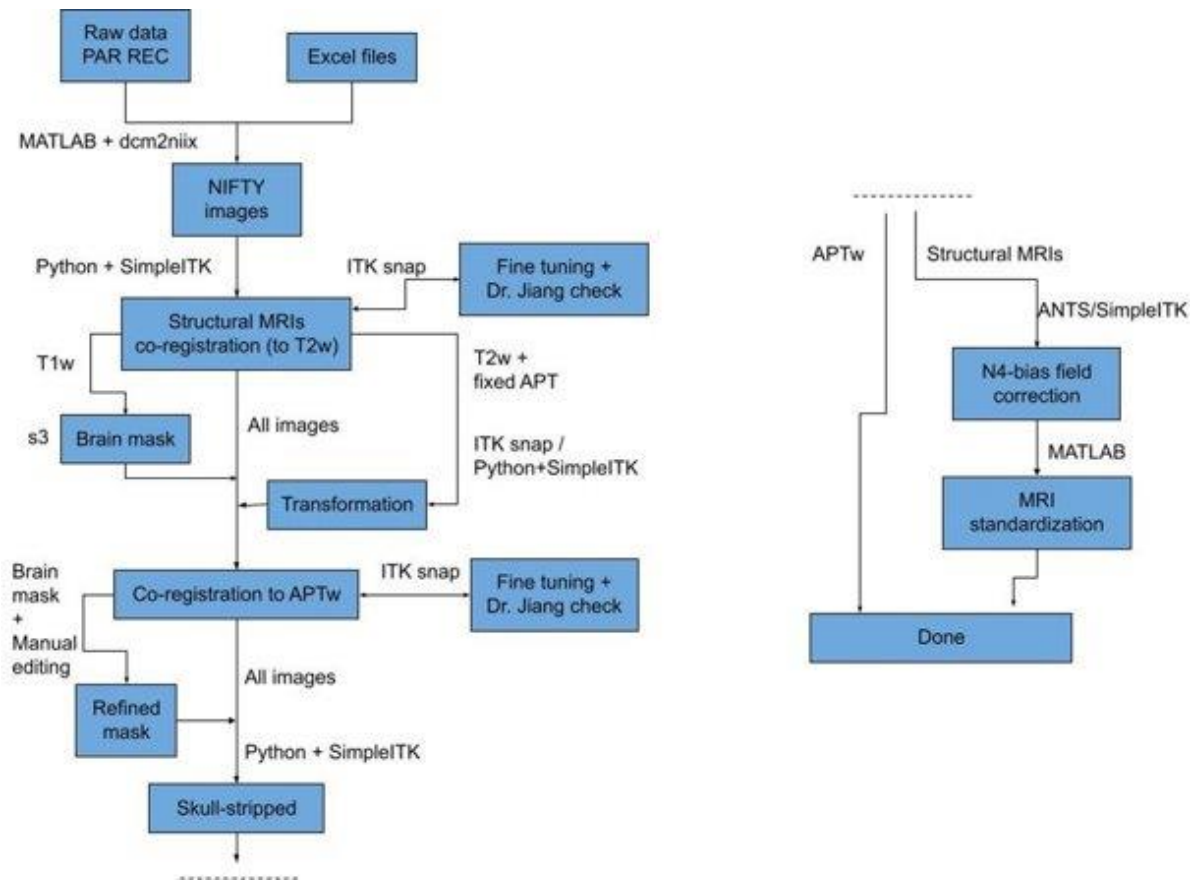 Raw data
PAR REC
Excel files
MATLAB + dcm2niix
NIFTY
images
Python + SimpleITK
ITK snap
Fine tuning +
Dr. Jiang check
Structural MRIs
co-registration (to T2w)
T1w
T2w +
fixed APT
s3
Brain mask
All images
ITK snap /
Python+SimpleITK
Transformation
Brain
mask
+
Manual
editing
Co-registration to APTw
ITK snap
Fine tuning +
Dr. Jiang check
All images
Refined
mask
Python + SimpleITK
Skull-stripped
APTw
Structural MRIs
ANTS/SimpleITK
N4-bias field
correction
MATLAB
MRI
standardization
Done